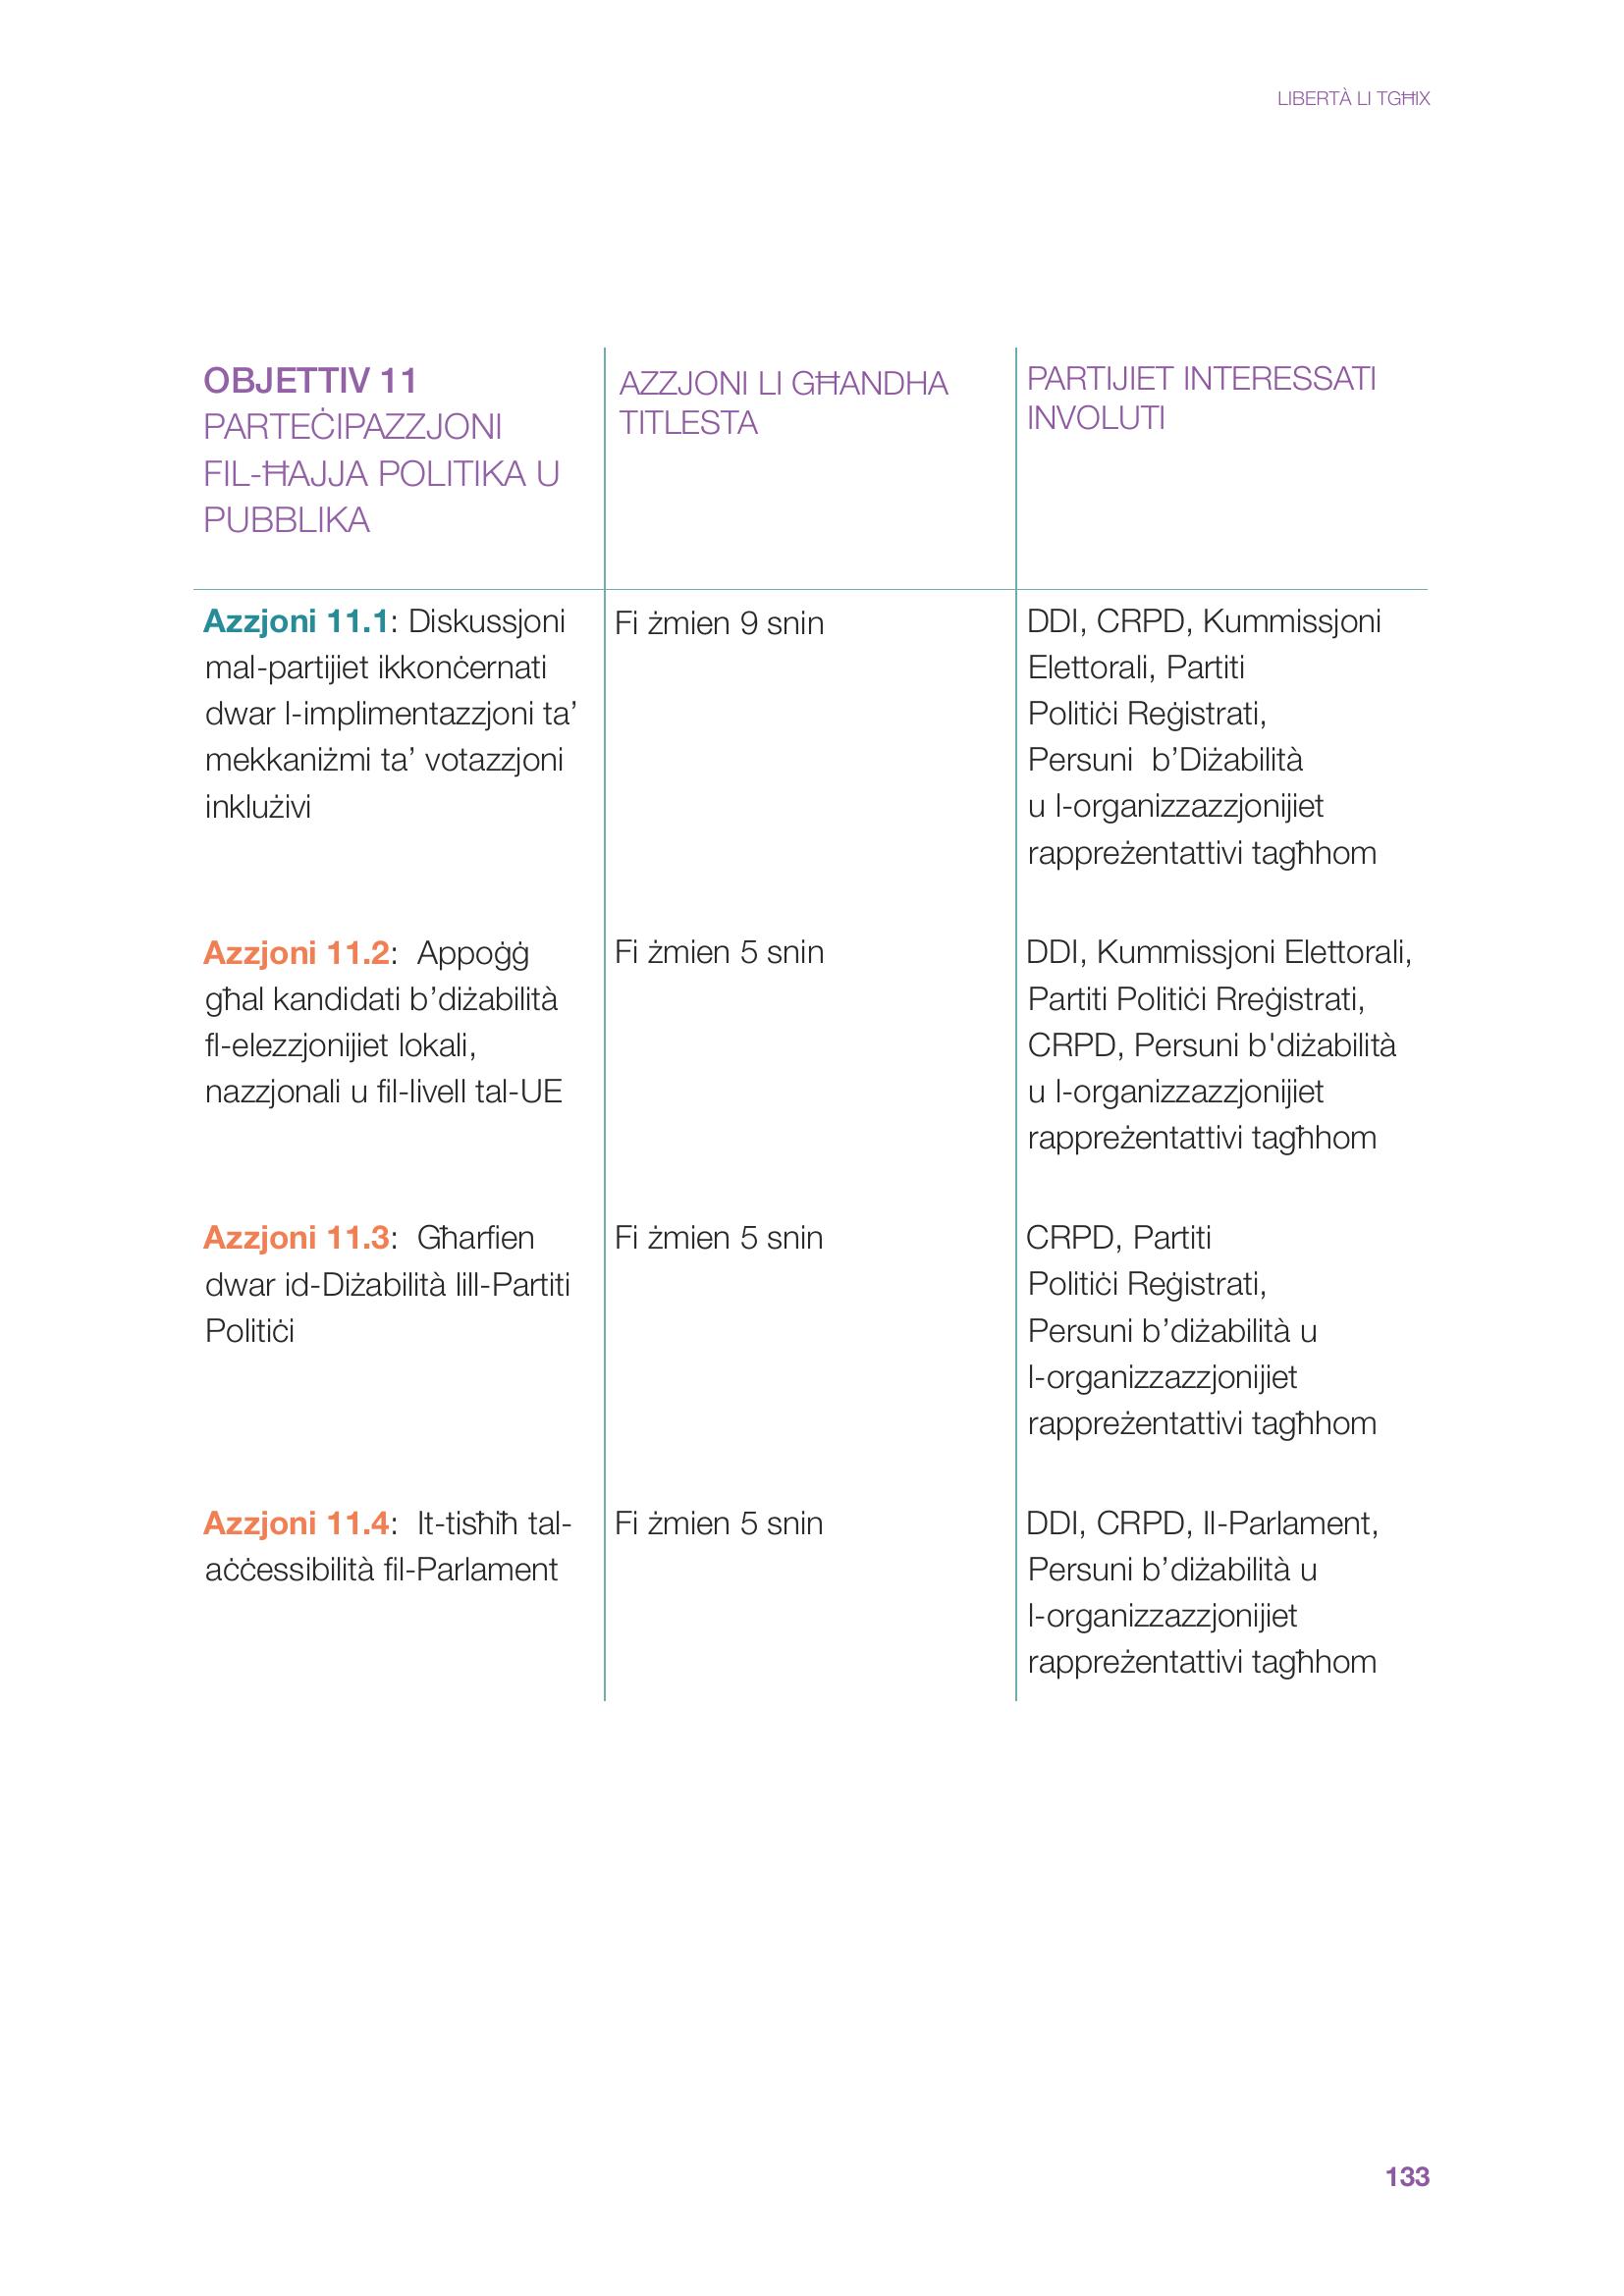 LIBERTÀ LI TGĦIX
OBJETTIV 11
PARTEĊIPAZZJONI
FIL-ĦAJJA POLITIKA U
PUBBLIKA
AZZJONI LI GĦANDHA
TITLESTA
PARTIJIET INTERESSATI
INVOLUTI
Azzjoni 11.1: Diskussjoni
mal-partijiet ikkonċernati
dwar l-implimentazzjoni ta’
mekkaniżmi ta’ votazzjoni
inklużivi
Fi żmien 9 snin
DDI, CRPD, Kummissjoni
Elettorali, Partiti
Politiċi Reġistrati,
Persuni  b’Diżabilità
u l-organizzazzjonijiet
rappreżentattivi tagħhom
Azzjoni 11.2:  Appoġġ
għal kandidati b’diżabilità
fl-elezzjonijiet lokali,
nazzjonali u fil-livell tal-UE
Fi żmien 5 snin
DDI, Kummissjoni Elettorali,
Partiti Politiċi Rreġistrati,
CRPD, Persuni b'diżabilità
u l-organizzazzjonijiet
rappreżentattivi tagħhom
Azzjoni 11.3:  Għarfien
dwar id-Diżabilità lill-Partiti
Politiċi
Fi żmien 5 snin
CRPD, Partiti
Politiċi Reġistrati,
Persuni b’diżabilità u
l-organizzazzjonijiet
rappreżentattivi tagħhom
Azzjoni 11.4:  It-tisħiħ tal-
aċċessibilità fil-Parlament
Fi żmien 5 snin
DDI, CRPD, Il-Parlament,
Persuni b’diżabilità u
l-organizzazzjonijiet
rappreżentattivi tagħhom
133